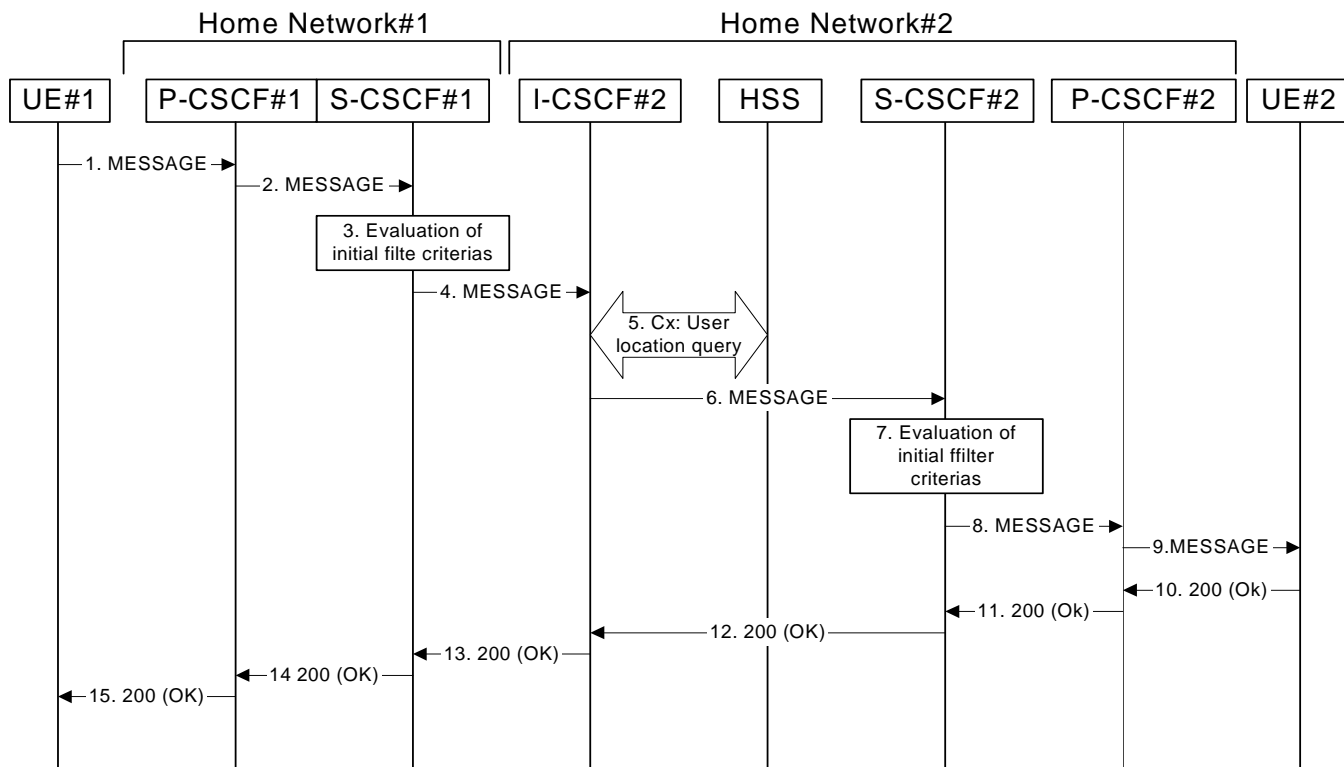 Home Network#1
Home Network#2
UE#1
P-CSCF#1
S-CSCF#1
I-CSCF#2
HSS
S-CSCF#2
P-CSCF#2
UE#2
1. MESSAGE
2. MESSAGE
3. Evaluation of
initial filte criterias
4. MESSAGE
5. Cx: User
location query
6. MESSAGE
7. Evaluation of
initial ffilter
criterias
8. MESSAGE
9.MESSAGE
10. 200 (Ok)
11. 200 (Ok)
12. 200 (OK)
13. 200 (OK)
14 200 (OK)
15. 200 (OK)